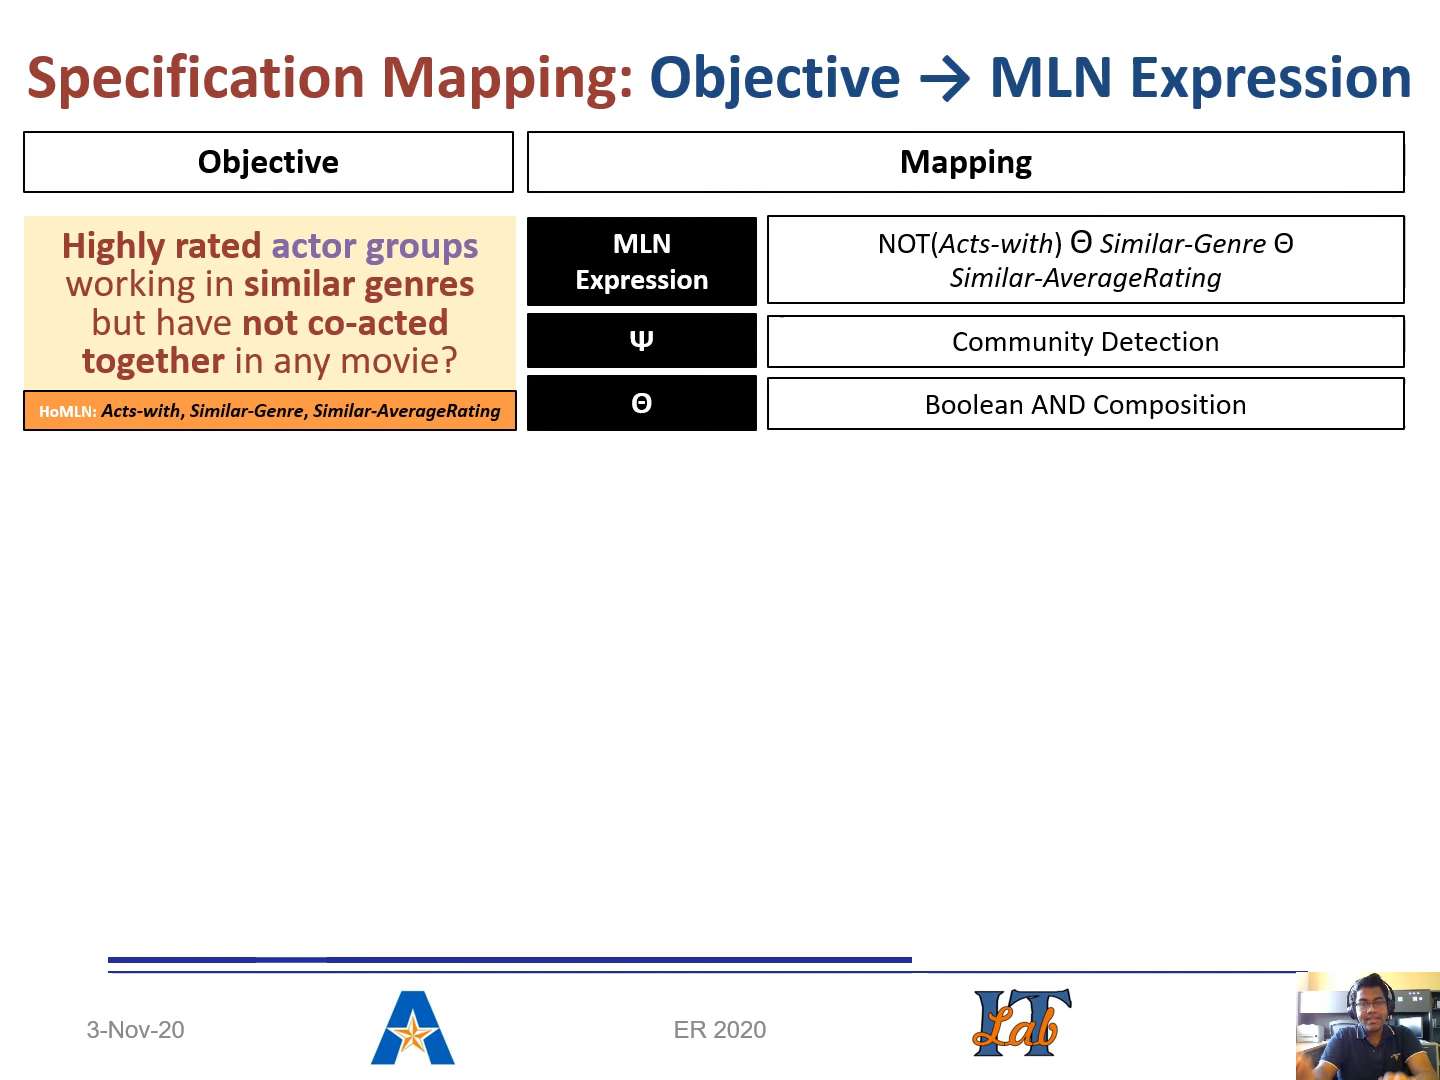 Specification Mapping: Objective → MLN Expression
Objective
Mapping
Highly rated actor groups
working in similar genres
but have not co-acted
together in any movie?
HoMLN: Acts-with, Similar-Genre, Similar-AverageRating
MLN
Expression
NOT(Acts-with) Θ Similar-Genre Θ
Similar-AverageRating
Ψ
Community Detection
Θ
Boolean AND Composition
3-Nov-20
A
ER 2020
IT
Lab